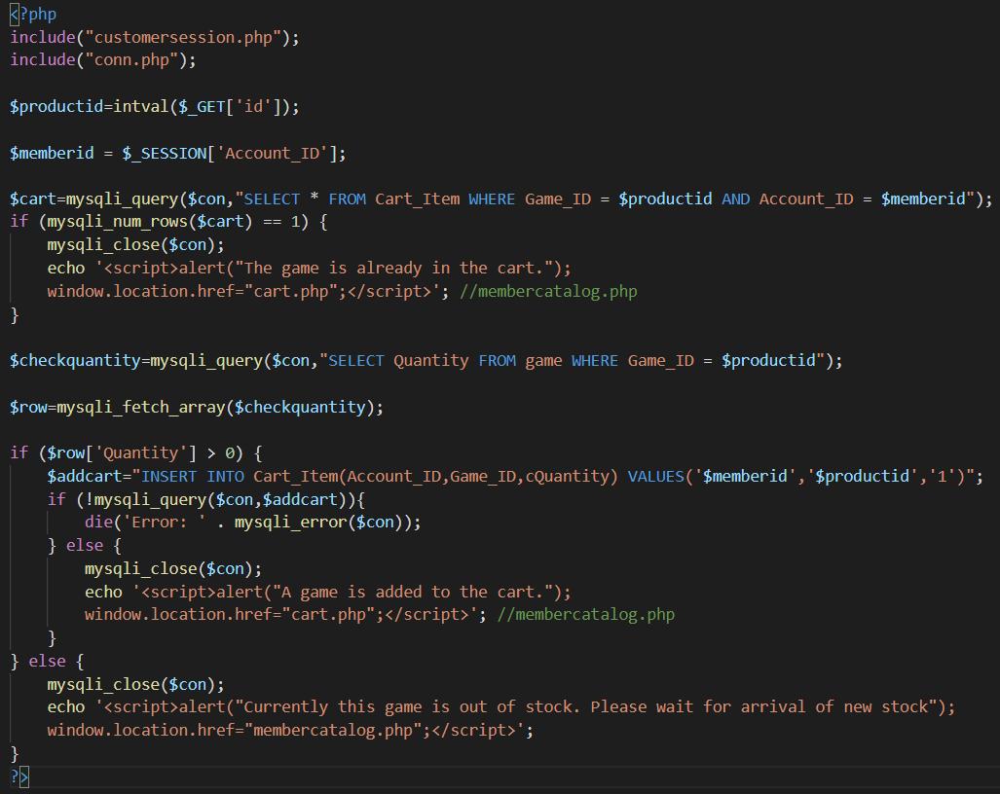 <?php
include("customersession.php");
include("conn.php");

$productid=intval($_GET['id']);

$memberid = $_SESSION['Account_ID'];

$cart=mysqli_query($con,"SELECT * FROM Cart_Item WHERE Game_ID = $productid AND Account_ID = $memberid");
if (mysqli_num_rows($cart) == 1) {
    mysqli_close($con);
    echo '<script>alert("The game is already in the cart.");
    window.location.href="cart.php";</script>'; //membercatalog.php
}

$checkquantity=mysqli_query($con,"SELECT Quantity FROM game WHERE Game_ID = $productid");

$row=mysqli_fetch_array($checkquantity);

if ($row['Quantity'] > 0) {
    $addcart="INSERT INTO Cart_Item(Account_ID,Game_ID,cQuantity) VALUES('$memberid','$productid','1')";
    if (!mysqli_query($con,$addcart)){
        die('Error: ' . mysqli_error($con));
    } else {
        mysqli_close($con);
        echo '<script>alert("A game is added to the cart.");
        window.location.href="cart.php";</script>'; //membercatalog.php
    }
} else {
    mysqli_close($con);
    echo '<script>alert("Currently this game is out of stock. Please wait for arrival of new stock");
    window.location.href="membercatalog.php";</script>';
}
?>